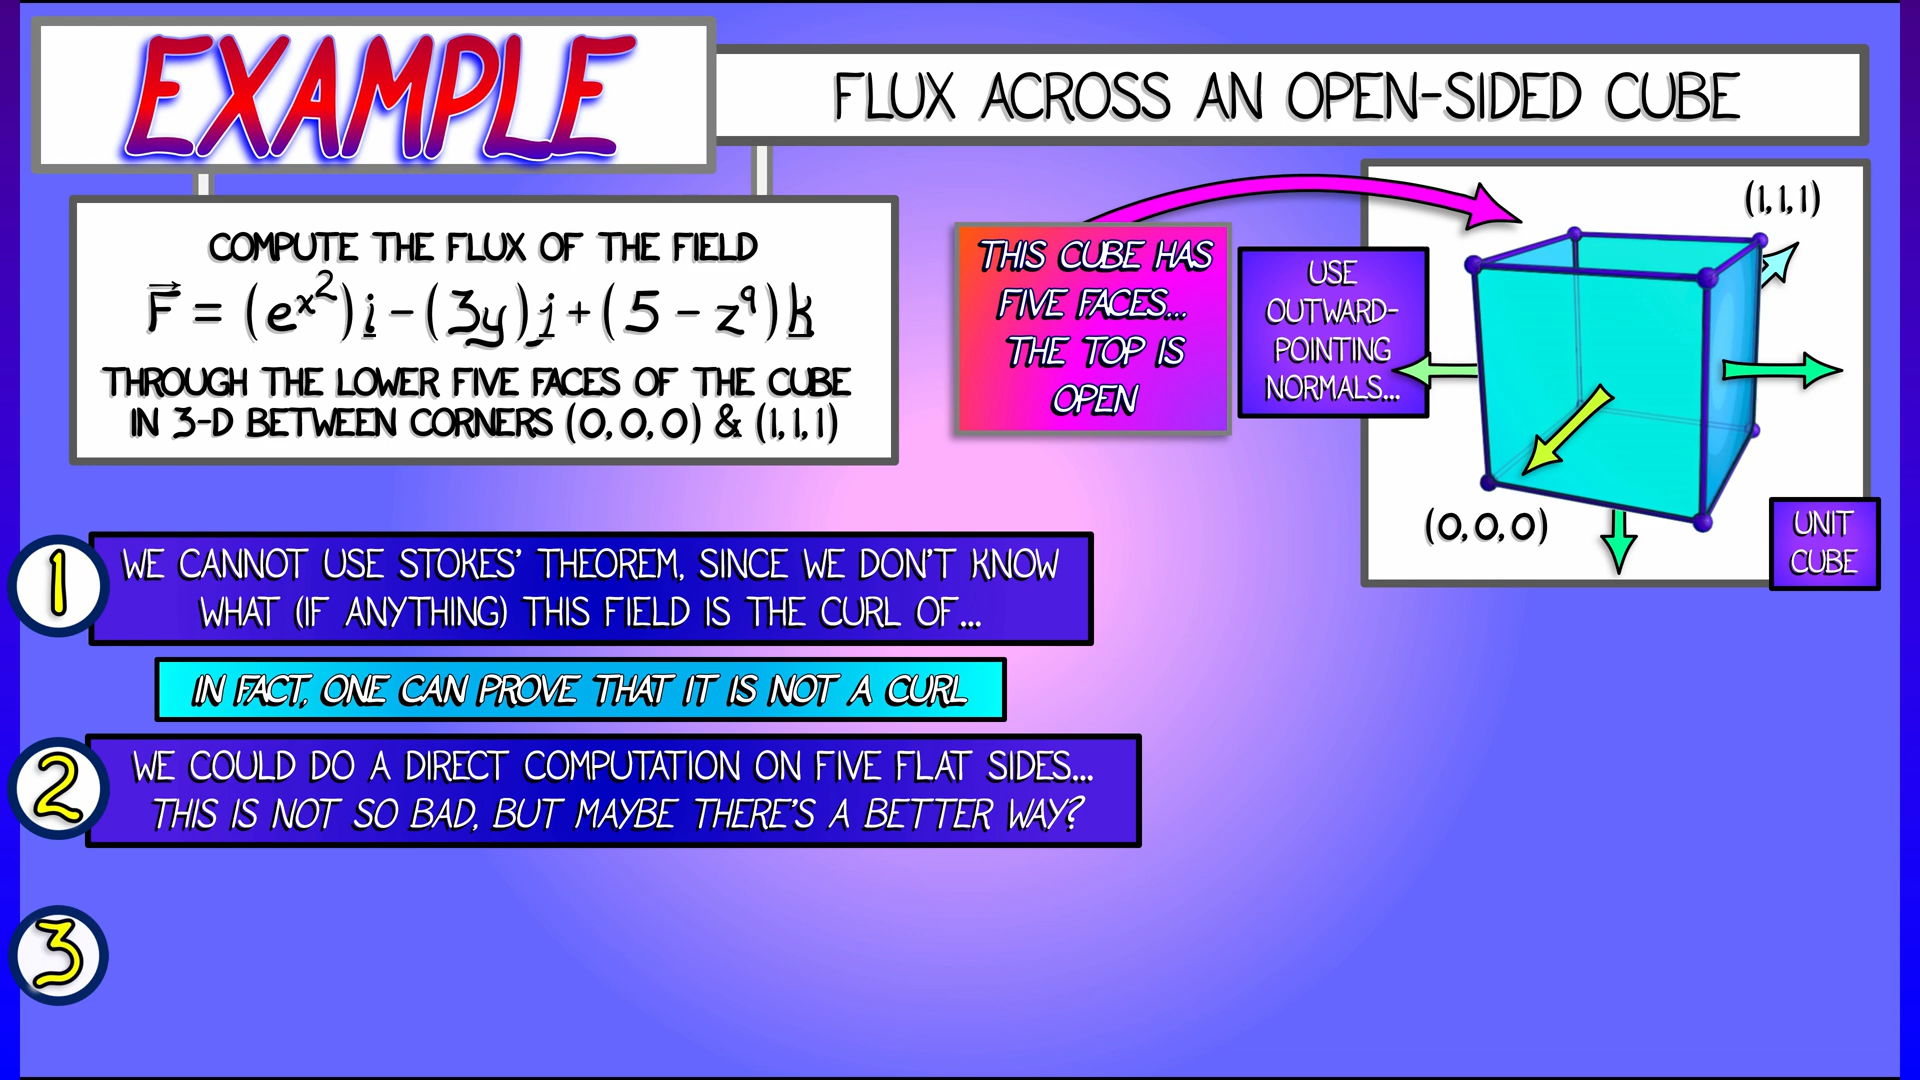 EXAMPLE
FLUX ACROSS AN OPEN-SIDED CUBE
COMPUTE THE FLUX OF THE FIELD
F⃗ = (eˣ²)i − (3y)j + (5 − z⁹)k
THROUGH THE LOWER FIVE FACES OF THE CUBE
IN 3-D BETWEEN CORNERS (0,0,0) & (1,1,1)
THIS CUBE HAS
FIVE FACES...
THE TOP IS
OPEN
USE
OUTWARD-
POINTING
NORMALS...
(1,1,1)
(0,0,0)
UNIT
CUBE
1
WE CANNOT USE STOKES' THEOREM, SINCE WE DON'T KNOW
WHAT (IF ANYTHING) THIS FIELD IS THE CURL OF...
IN FACT, ONE CAN PROVE THAT IT IS NOT A CURL
2
WE COULD DO A DIRECT COMPUTATION ON FIVE FLAT SIDES...
THIS IS NOT SO BAD, BUT MAYBE THERE'S A BETTER WAY?
3